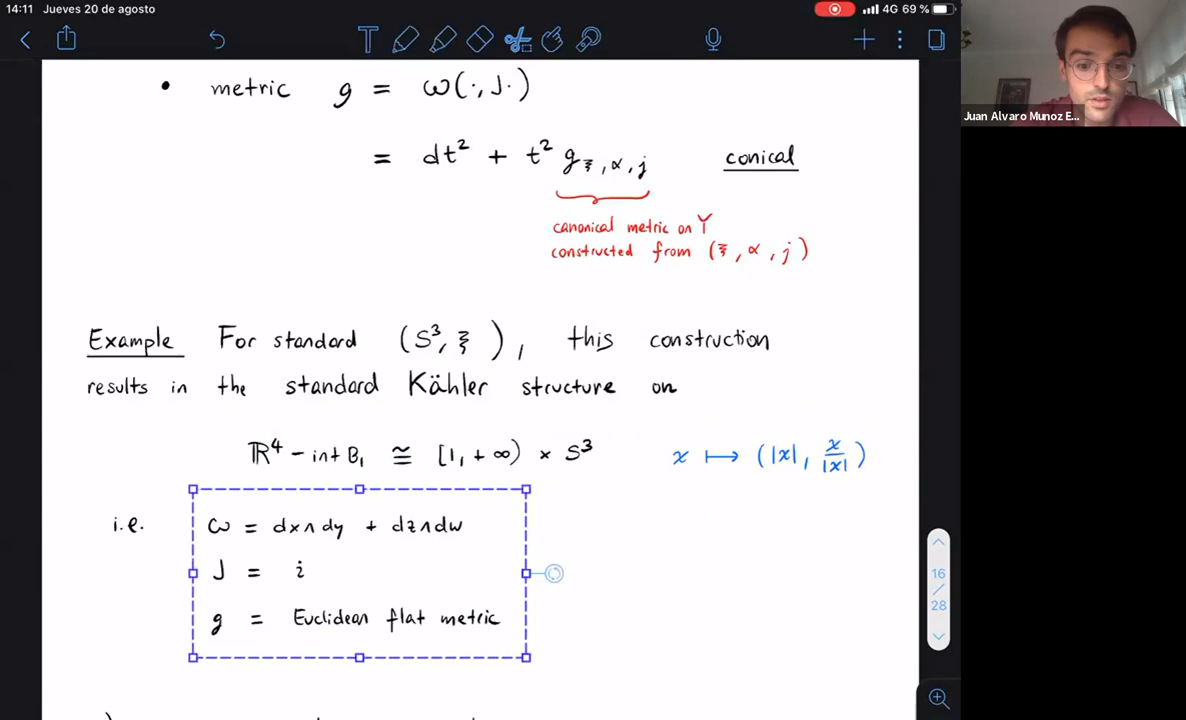 14:11 Jueves 20 de agosto
4G 69 %
• metric g = ω(·, J·)
= dt² + t² g_{ξ, α, j} conical
canonical metric on Y
constructed from (ξ, α, j)
Example For standard (S³, ξ), this construction
results in the standard Kähler structure on
ℝ⁴ − int B₁ ≅ [1, +∞) × S³ x ↦ (|x|, x/|x|)
i.e. ω = dx∧dy + dz∧dw
J = i
g = Euclidean flat metric
16
/
28
Juan Alvaro Munoz E...